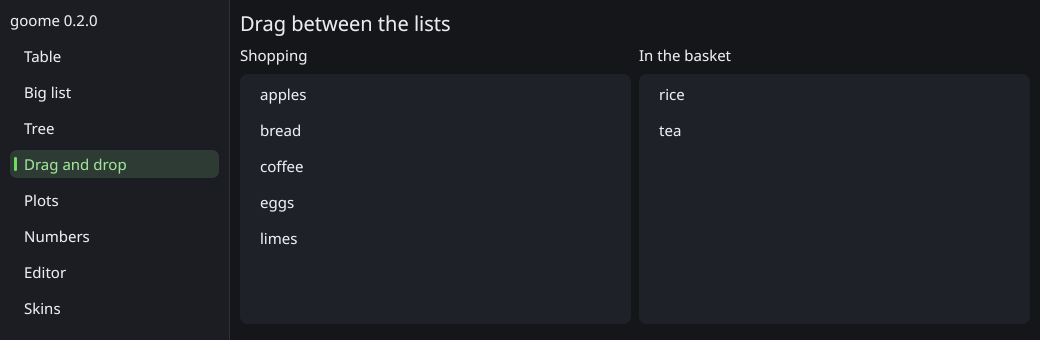 goome 0.2.0
Table
Big list
Tree
Drag and drop
Plots
Numbers
Editor
Skins
Drag between the lists
Shopping
apples
bread
coffee
eggs
limes
In the basket
rice
tea